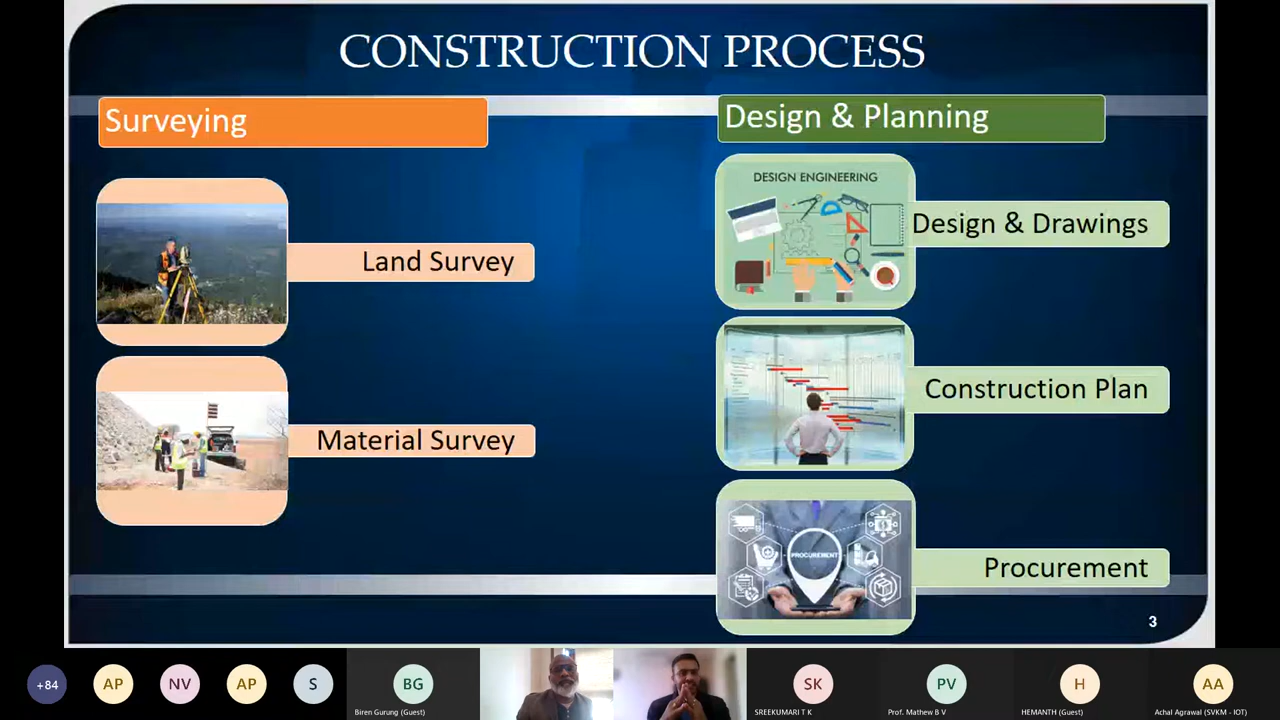 CONSTRUCTION PROCESS
Surveying
Land Survey
Material Survey
Design & Planning
DESIGN ENGINEERING
Design & Drawings
Construction Plan
PROCUREMENT
Procurement
3
+84
AP
NV
AP
S
BG
Biren Gurung (Guest)
SK
SREEKUMARI T K
PV
Prof. Mathew B V
H
HEMANTH (Guest)
AA
Achal Agrawal (SVKM - IOT)